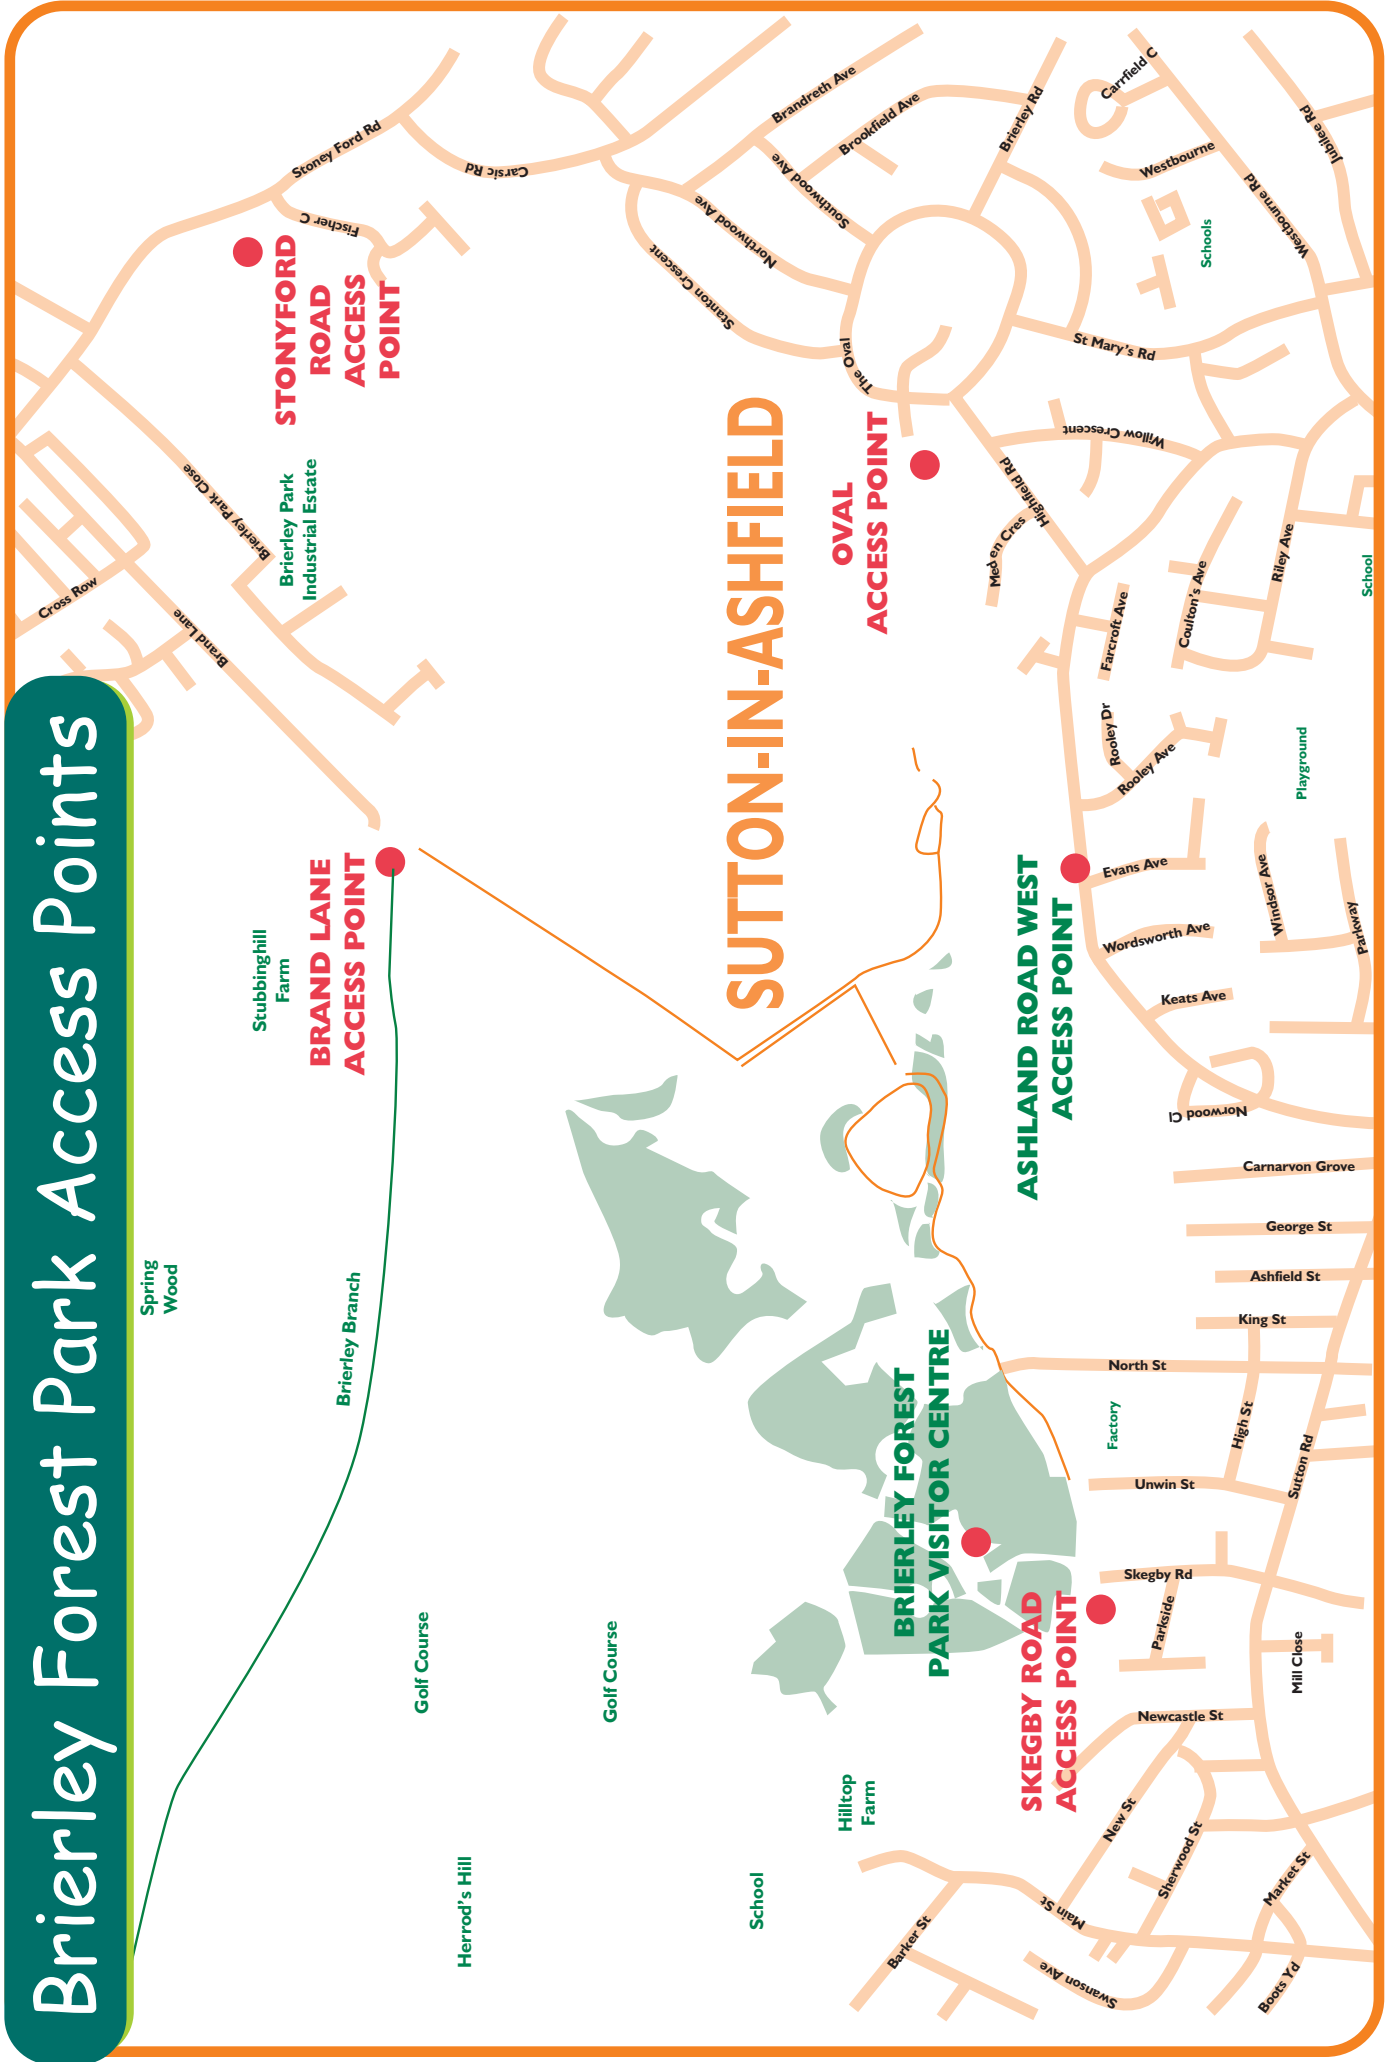 Brierley Forest Park Access Points
Spring
Wood
Stubbinghill
Farm
Brierley Branch
Golf Course
Golf Course
Herrod's Hill
School
Hilltop
Farm
Cross Row
Brand Lane
Brierley Park Close
Brierley Park
Industrial Estate
BRAND LANE
ACCESS POINT
STONYFORD
ROAD
ACCESS
POINT
Stoney Ford Rd
Fischer C
Carsic Rd
SUTTON-IN-ASHFIELD
Stanton Crescent
Northwood Ave
Southwood Ave
Brandreth Ave
Brookfield Ave
Brierley Rd
The Oval
OVAL
ACCESS POINT
Carrfield C
Westbourne
Westbourne Rd
Jubilee Rd
Schools
St Mary's Rd
Willow Crescent
Highfield Rd
Cres
Farcroft Ave
Coulton's Ave
Riley Ave
School
Rooley Dr
Rooley Ave
Playground
ASHLAND ROAD WEST
ACCESS POINT
Evans Ave
Wordsworth Ave
Windsor Ave
Parkway
Keats Ave
Norwood Cl
Carnarvon Grove
George St
Ashfield St
King St
North St
BRIERLEY FOREST
PARK VISITOR CENTRE
Factory
High St
Unwin St
Sutton Rd
Skegby Rd
Parkside
Mill Close
SKEGBY ROAD
ACCESS POINT
Newcastle St
New St
Sherwood St
Market St
Main St
Barker St
Swanson Ave
Boots Yd